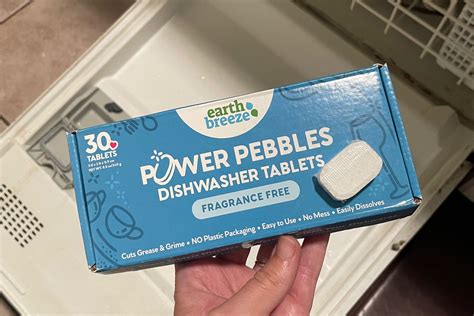 earth
breeze
30
TABLETS
POWER PEBBLES
DISHWASHER TABLETS
FRAGRANCE FREE
Cuts Grease & Grime • NO Plastic Packaging • Easy to Use • No Mess • Easily Dissolves